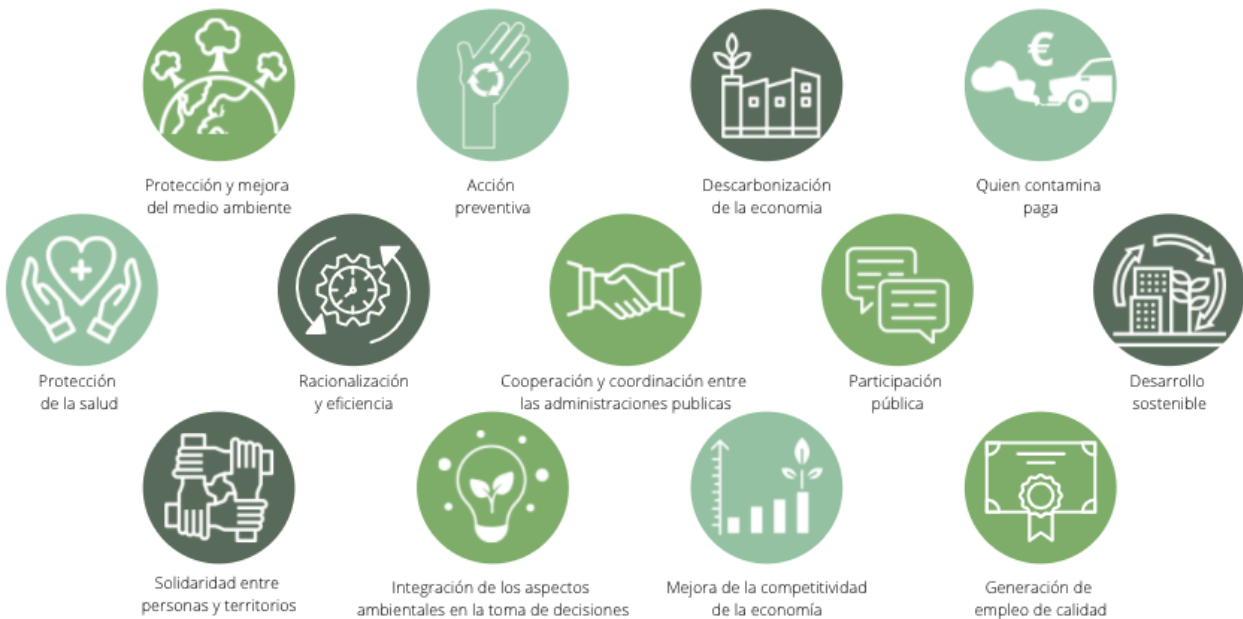 €
Protección y mejora
del medio ambiente
Acción
preventiva
Descarbonización
de la economia
Quien contamina
paga
Protección
de la salud
Racionalización
y eficiencia
Cooperación y coordinación entre
las administraciones publicas
Participación
pública
Desarrollo
sostenible
Solidaridad entre
personas y territorios
Integración de los aspectos
ambientales en la toma de decisiones
Mejora de la competitividad
de la economía
Generación de
empleo de calidad